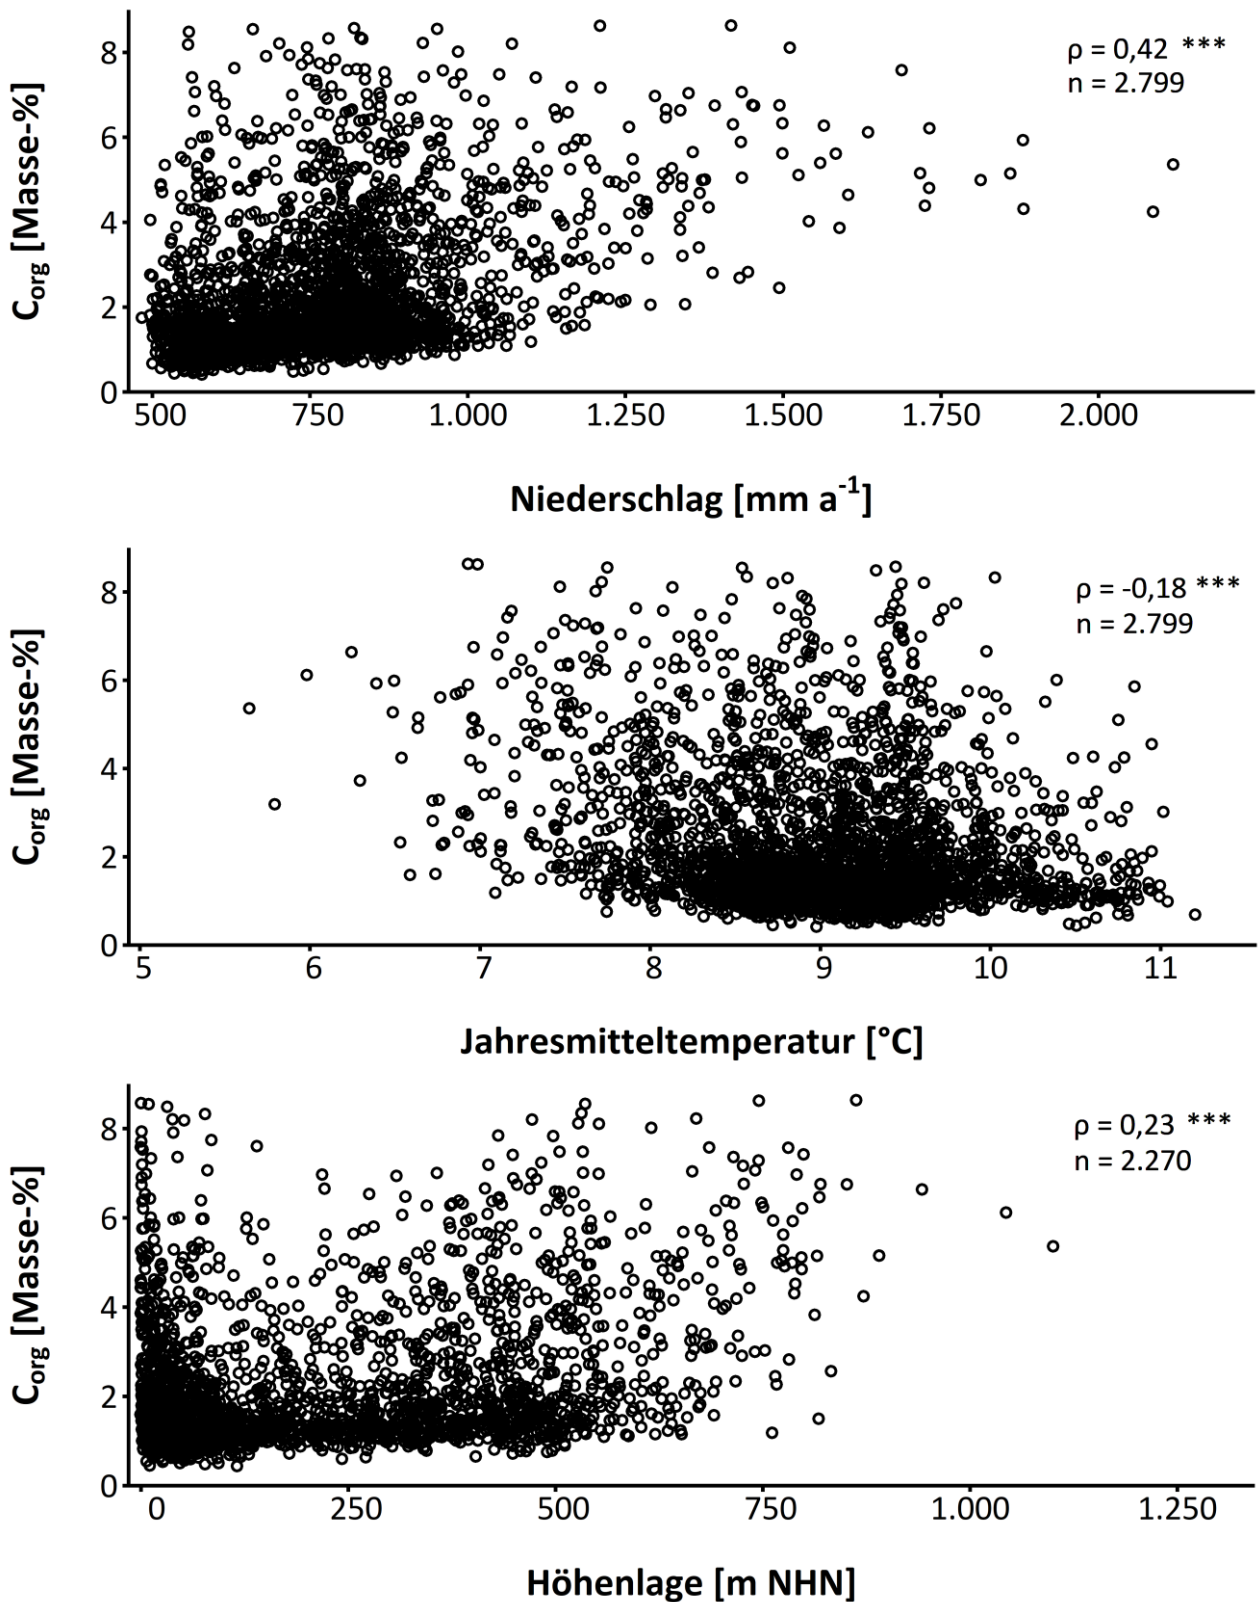 8
6
4
2
0
C_org [Masse-%]
ρ = 0,42 ***
n = 2.799
500 750 1.000 1.250 1.500 1.750 2.000
Niederschlag [mm a⁻¹]
8
6
4
2
0
C_org [Masse-%]
ρ = -0,18 ***
n = 2.799
5 6 7 8 9 10 11
Jahresmitteltemperatur [°C]
8
6
4
2
0
C_org [Masse-%]
ρ = 0,23 ***
n = 2.270
0 250 500 750 1.000 1.250
Höhenlage [m NHN]